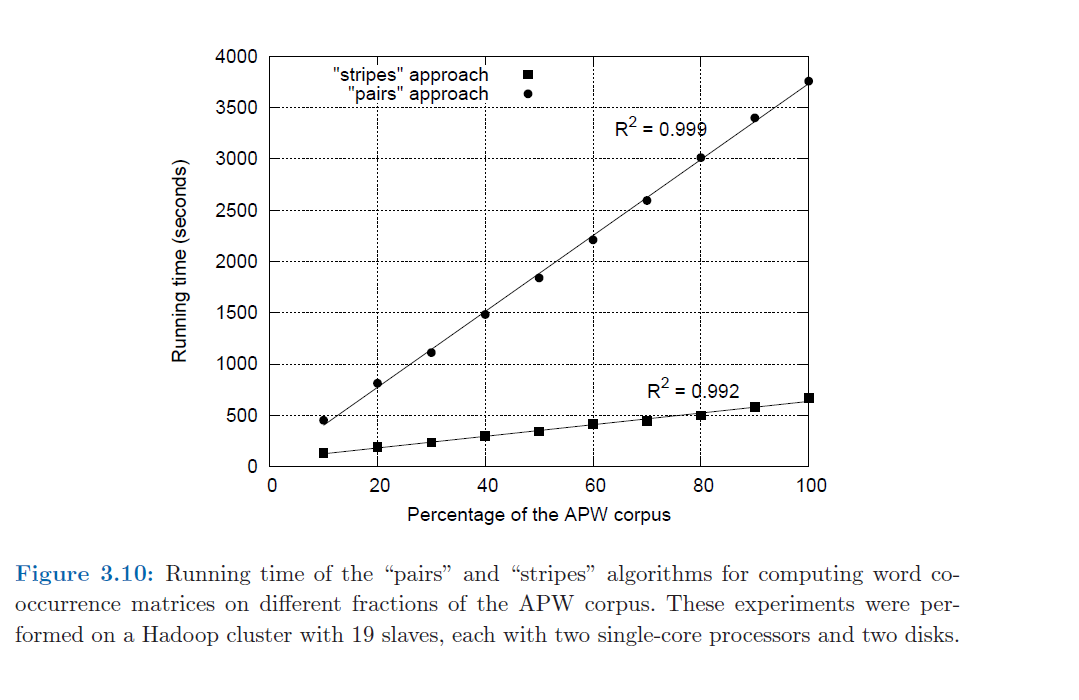 4000
3500
3000
2500
2000
1500
1000
500
0
Running time (seconds)
"stripes" approach
"pairs" approach
R2 = 0.999
R2 = 0.992
0 20 40 60 80 100
Percentage of the APW corpus
Figure 3.10: Running time of the “pairs” and “stripes” algorithms for computing word co-
occurrence matrices on different fractions of the APW corpus. These experiments were per-
formed on a Hadoop cluster with 19 slaves, each with two single-core processors and two disks.